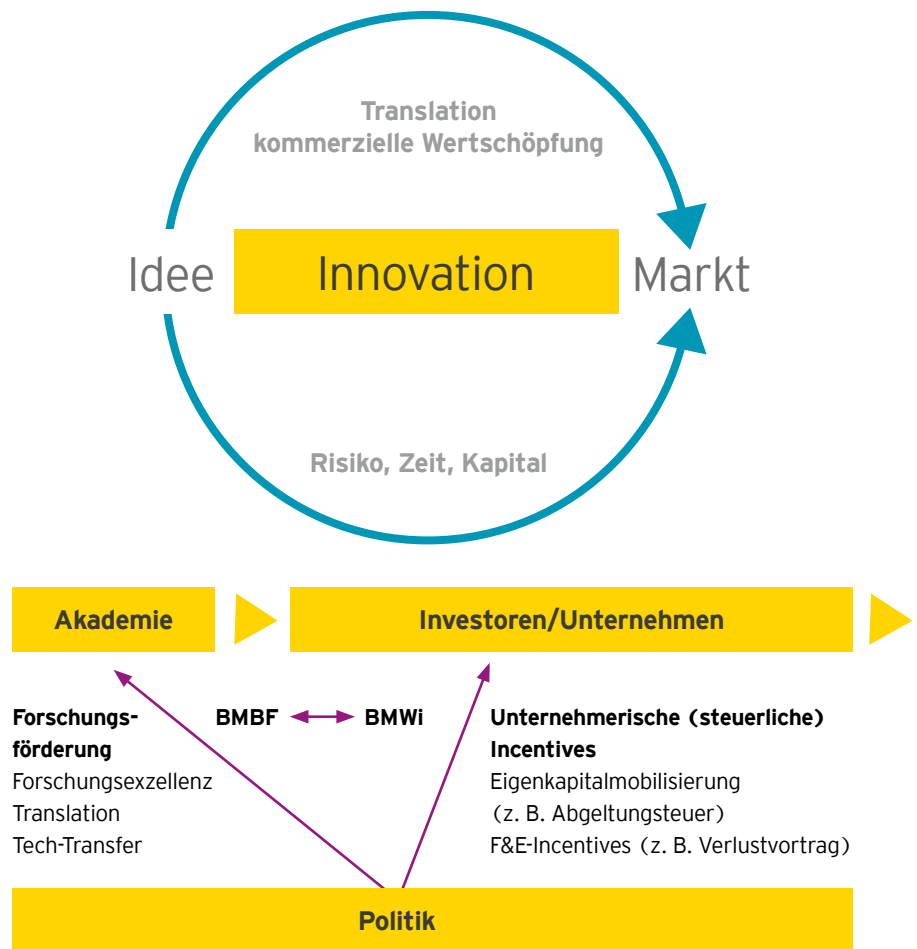 Translation
kommerzielle Wertschöpfung
Idee
Innovation
Markt
Risiko, Zeit, Kapital
Akademie
Investoren/Unternehmen
Forschungs-
förderung
Forschungsexzellenz
Translation
Tech-Transfer
BMBF
BMWi
Unternehmerische (steuerliche)
Incentives
Eigenkapitalmobilisierung
(z. B. Abgeltungsteuer)
F&E-Incentives (z. B. Verlustvortrag)
Politik